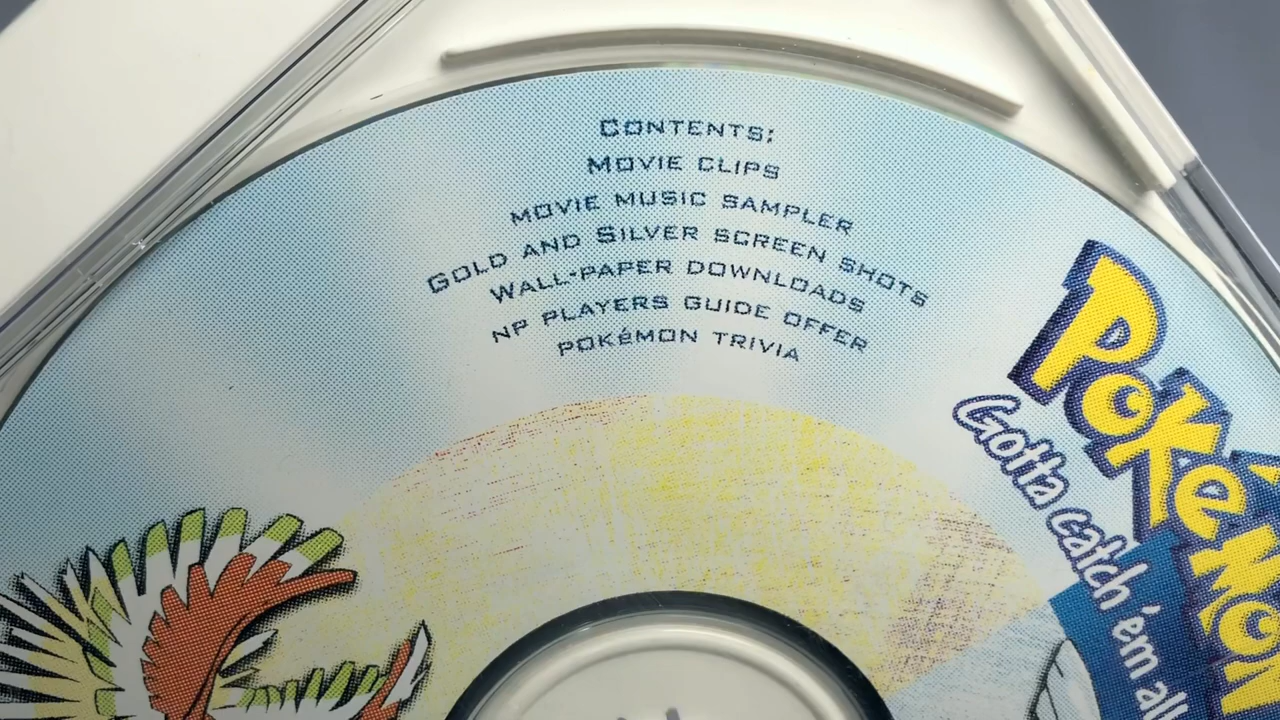 CONTENTS:
MOVIE CLIPS
MOVIE MUSIC SAMPLER
GOLD AND SILVER SCREEN SHOTS
WALL-PAPER DOWNLOADS
NP PLAYERS GUIDE OFFER
POKéMON TRIVIA
POKéMON
Gotta catch 'em all